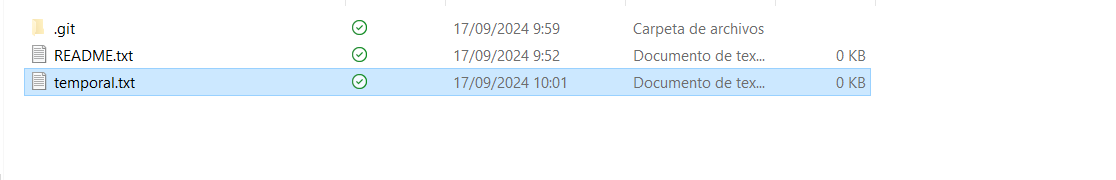 .git 17/09/2024 9:59 Carpeta de archivos
README.txt 17/09/2024 9:52 Documento de tex... 0 KB
temporal.txt 17/09/2024 10:01 Documento de tex... 0 KB